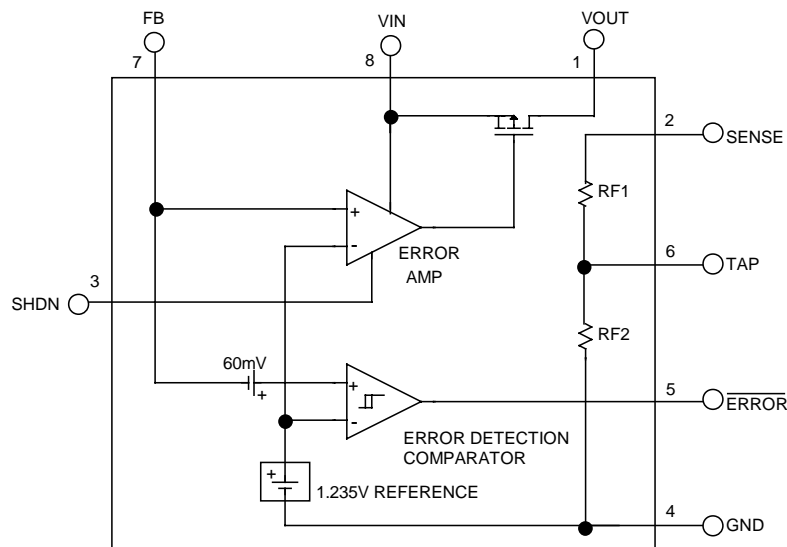 FB
VIN
VOUT
7
8
1
2
SENSE
+
RF1
-
ERROR
AMP
6
TAP
3
SHDN
RF2
60mV
+
+
5
ERROR
-
ERROR DETECTION
COMPARATOR
+
1.235V REFERENCE
4
GND